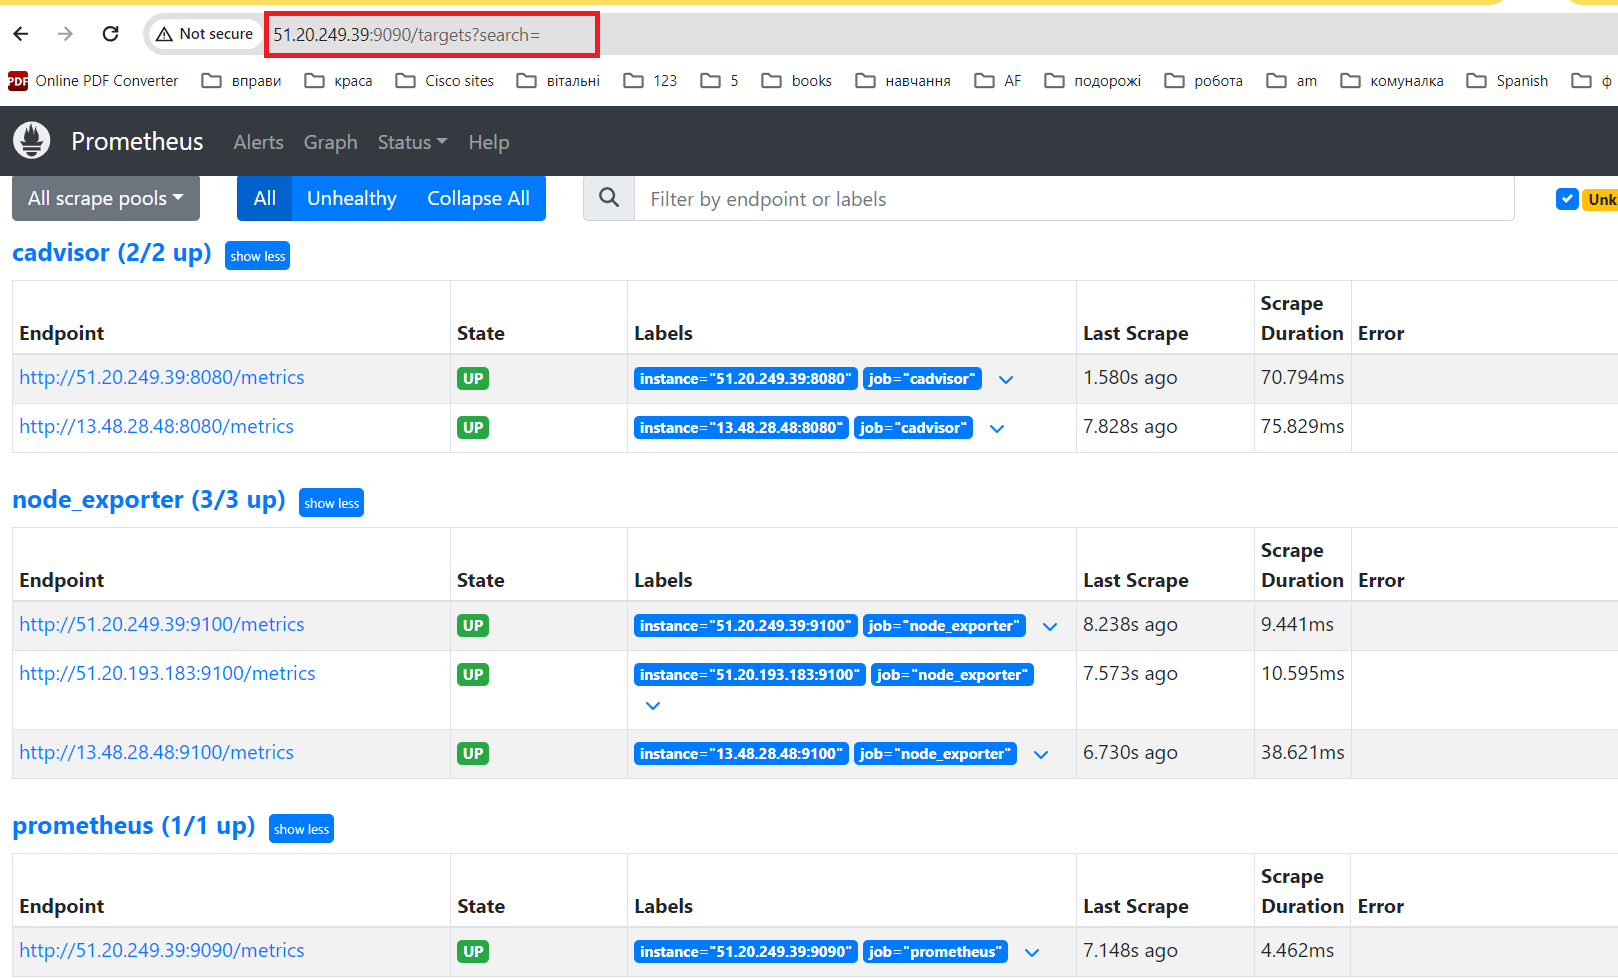 Not secure 51.20.249.39:9090/targets?search=
PDF Online PDF Converter вправи краса Cisco sites вітальні 123 5 books навчання AF подорожі робота am комуналка Spanish ф
Prometheus Alerts Graph Status Help
All scrape pools All Unhealthy Collapse All Filter by endpoint or labels Unk
cadvisor (2/2 up) show less
Endpoint State Labels Last Scrape Scrape Duration Error
http://51.20.249.39:8080/metrics UP instance="51.20.249.39:8080" job="cadvisor" 1.580s ago 70.794ms
http://13.48.28.48:8080/metrics UP instance="13.48.28.48:8080" job="cadvisor" 7.828s ago 75.829ms
node_exporter (3/3 up) show less
Endpoint State Labels Last Scrape Scrape Duration Error
http://51.20.249.39:9100/metrics UP instance="51.20.249.39:9100" job="node_exporter" 8.238s ago 9.441ms
http://51.20.193.183:9100/metrics UP instance="51.20.193.183:9100" job="node_exporter" 7.573s ago 10.595ms
http://13.48.28.48:9100/metrics UP instance="13.48.28.48:9100" job="node_exporter" 6.730s ago 38.621ms
prometheus (1/1 up) show less
Endpoint State Labels Last Scrape Scrape Duration Error
http://51.20.249.39:9090/metrics UP instance="51.20.249.39:9090" job="prometheus" 7.148s ago 4.462ms